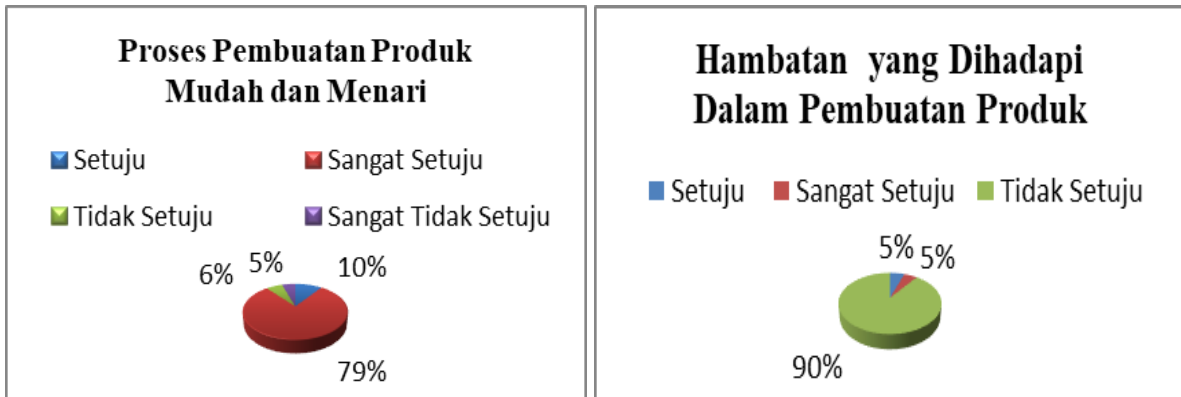 Proses Pembuatan Produk
Mudah dan Menari
Setuju
Sangat Setuju
Tidak Setuju
Sangat Tidak Setuju
6%
5%
10%
79%
Hambatan yang Dihadapi
Dalam Pembuatan Produk
Setuju
Sangat Setuju
Tidak Setuju
5%
5%
90%